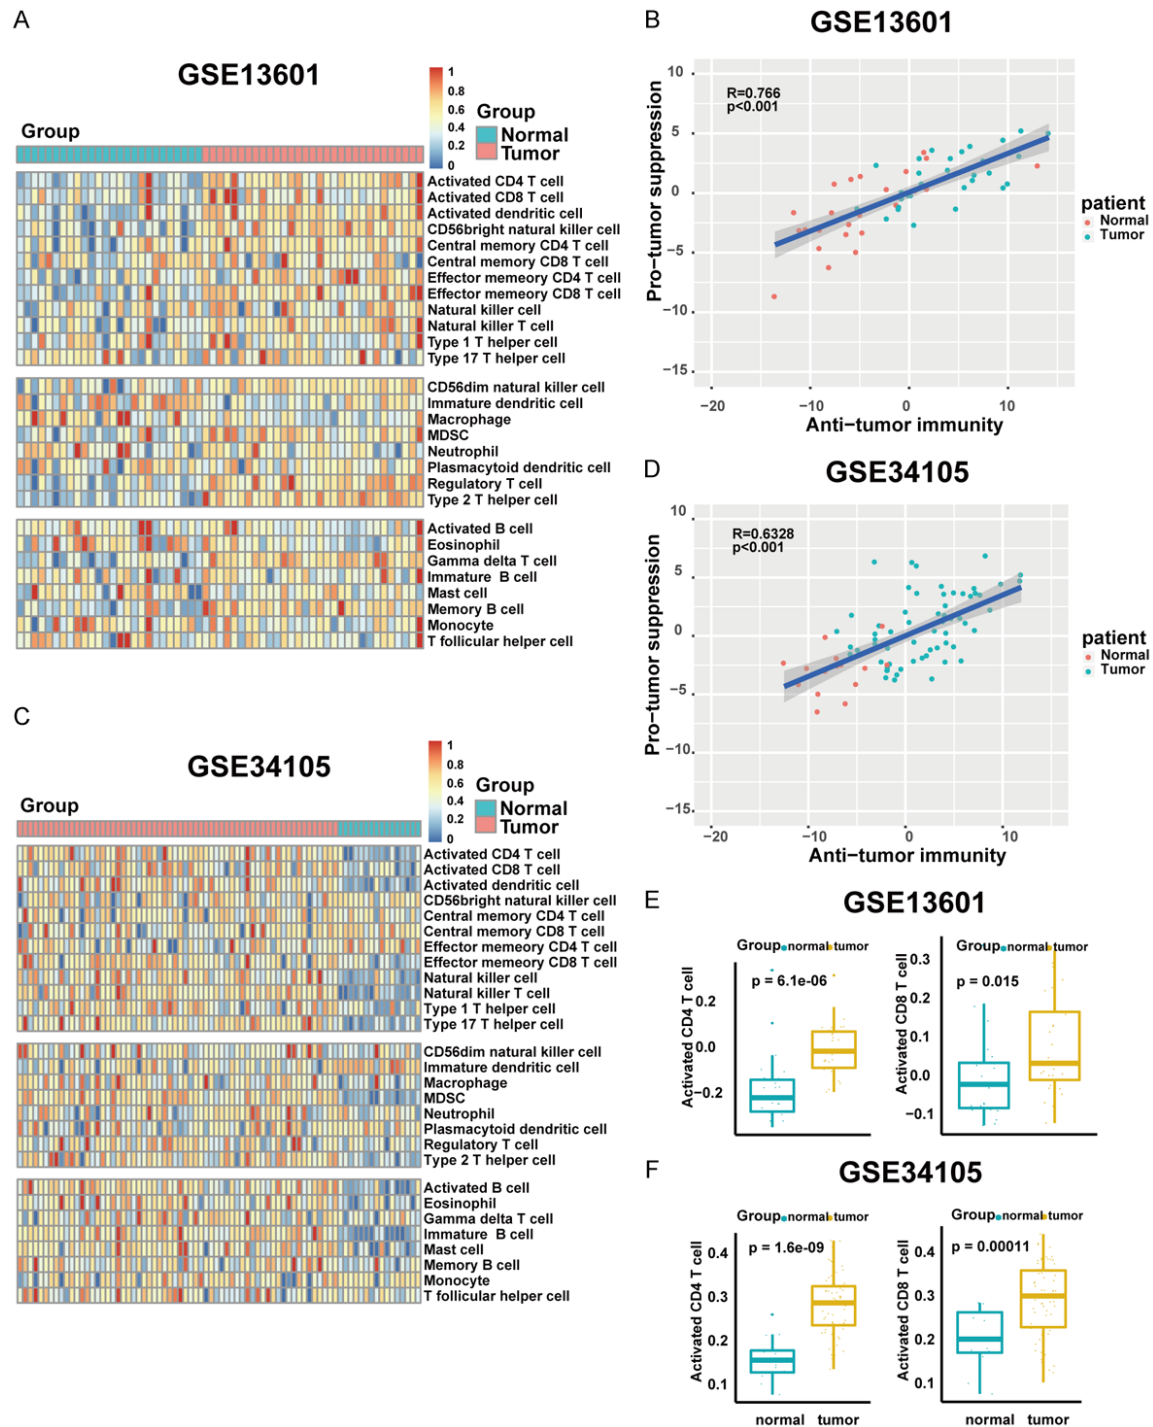 A
GSE13601
Group
1
0.8
0.6
0.4
0.2
0
Group
Normal
Tumor
Activated CD4 T cell
Activated CD8 T cell
Activated dendritic cell
CD56bright natural killer cell
Central memory CD4 T cell
Central memory CD8 T cell
Effector memeory CD4 T cell
Effector memeory CD8 T cell
Natural killer cell
Natural killer T cell
Type 1 T helper cell
Type 17 T helper cell
CD56dim natural killer cell
Immature dendritic cell
Macrophage
MDSC
Neutrophil
Plasmacytoid dendritic cell
Regulatory T cell
Type 2 T helper cell
Activated B cell
Eosinophil
Gamma delta T cell
Immature B cell
Mast cell
Memory B cell
Monocyte
T follicular helper cell
B
GSE13601
R=0.766
p<0.001
Pro−tumor suppression
10
5
0
−5
−10
−15
−20
−10
0
10
Anti−tumor immunity
patient
Normal
Tumor
C
GSE34105
Group
1
0.8
0.6
0.4
0.2
0
Group
Normal
Tumor
Activated CD4 T cell
Activated CD8 T cell
Activated dendritic cell
CD56bright natural killer cell
Central memory CD4 T cell
Central memory CD8 T cell
Effector memeory CD4 T cell
Effector memeory CD8 T cell
Natural killer cell
Natural killer T cell
Type 1 T helper cell
Type 17 T helper cell
CD56dim natural killer cell
Immature dendritic cell
Macrophage
MDSC
Neutrophil
Plasmacytoid dendritic cell
Regulatory T cell
Type 2 T helper cell
Activated B cell
Eosinophil
Gamma delta T cell
Immature B cell
Mast cell
Memory B cell
Monocyte
T follicular helper cell
D
GSE34105
R=0.6328
p<0.001
Pro−tumor suppression
10
5
0
−5
−10
−15
−20
−10
0
10
Anti−tumor immunity
patient
Normal
Tumor
E
GSE13601
Group normal tumor
p = 6.1e-06
Activated CD4 T cell
0.2
0.0
−0.2
Group normal tumor
p = 0.015
Activated CD8 T cell
0.3
0.2
0.1
0.0
−0.1
F
GSE34105
Group normal tumor
p = 1.6e-09
Activated CD4 T cell
0.4
0.3
0.2
0.1
normal tumor
Group normal tumor
p = 0.00011
Activated CD8 T cell
0.4
0.3
0.2
0.1
normal tumor